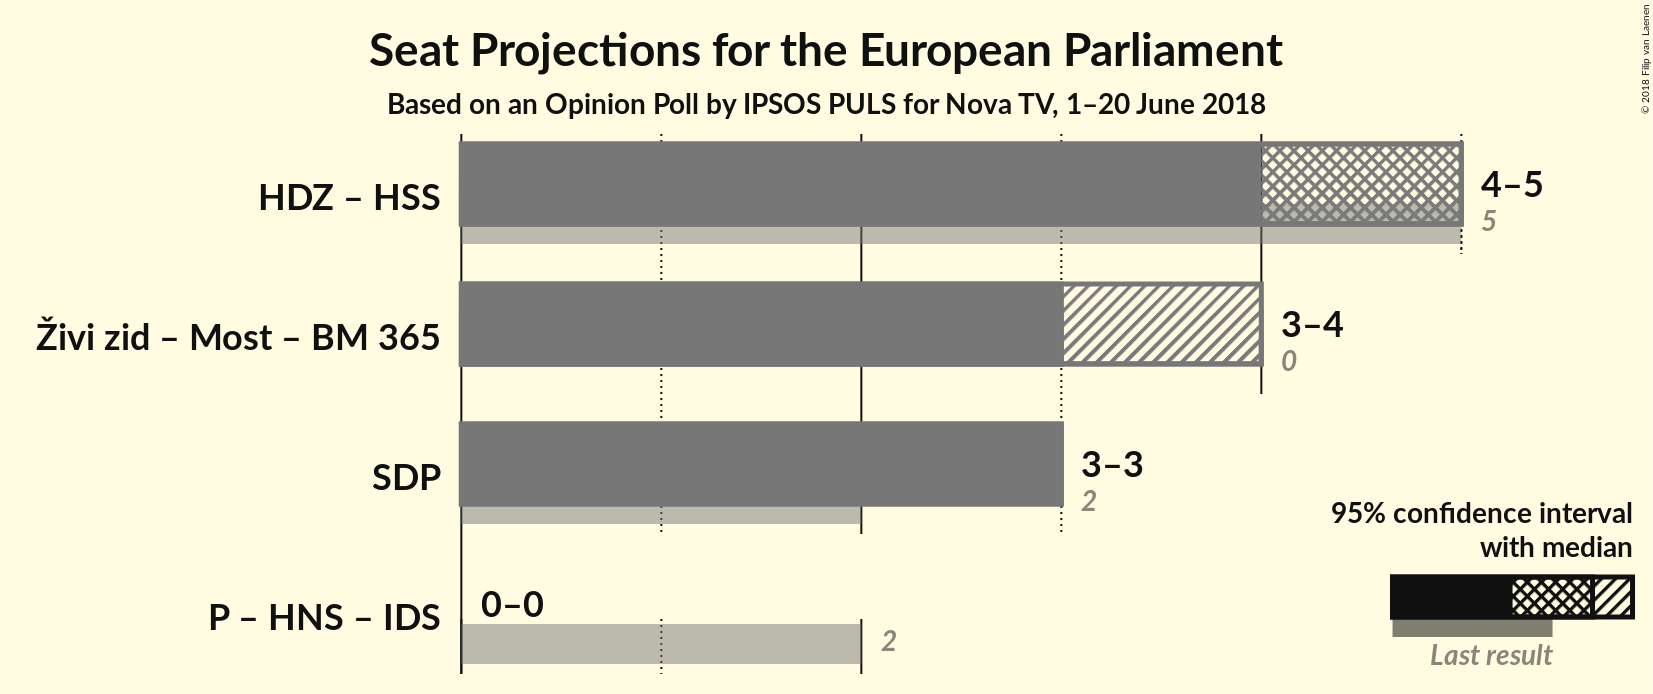 Seat Projections for the European Parliament
Based on an Opinion Poll by IPSOS PULS for Nova TV, 1–20 June 2018
© 2018 Filip van Laenen
HDZ – HSS
4–5
5
Živi zid – Most – BM 365
3–4
0
SDP
3–3
2
P – HNS – IDS
0–0
2
95% confidence interval
with median
Last result